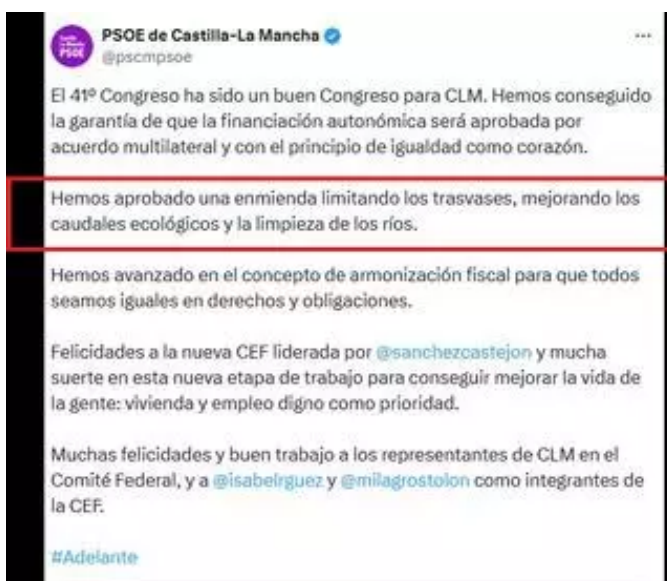 PSOE de Castilla-La Mancha
@pscmpsoe
El 41º Congreso ha sido un buen Congreso para CLM. Hemos conseguido
la garantía de que la financiación autonómica será aprobada por
acuerdo multilateral y con el principio de igualdad como corazón.
Hemos aprobado una enmienda limitando los trasvases, mejorando los
caudales ecológicos y la limpieza de los ríos.
Hemos avanzado en el concepto de armonización fiscal para que todos
seamos iguales en derechos y obligaciones.
Felicidades a la nueva CEF liderada por @sanchezcastejon y mucha
suerte en esta nueva etapa de trabajo para conseguir mejorar la vida de
la gente: vivienda y empleo digno como prioridad.
Muchas felicidades y buen trabajo a los representantes de CLM en el
Comité Federal, y a @isabelrguez y @milagrostolon como integrantes de
la CEF.
#Adelante